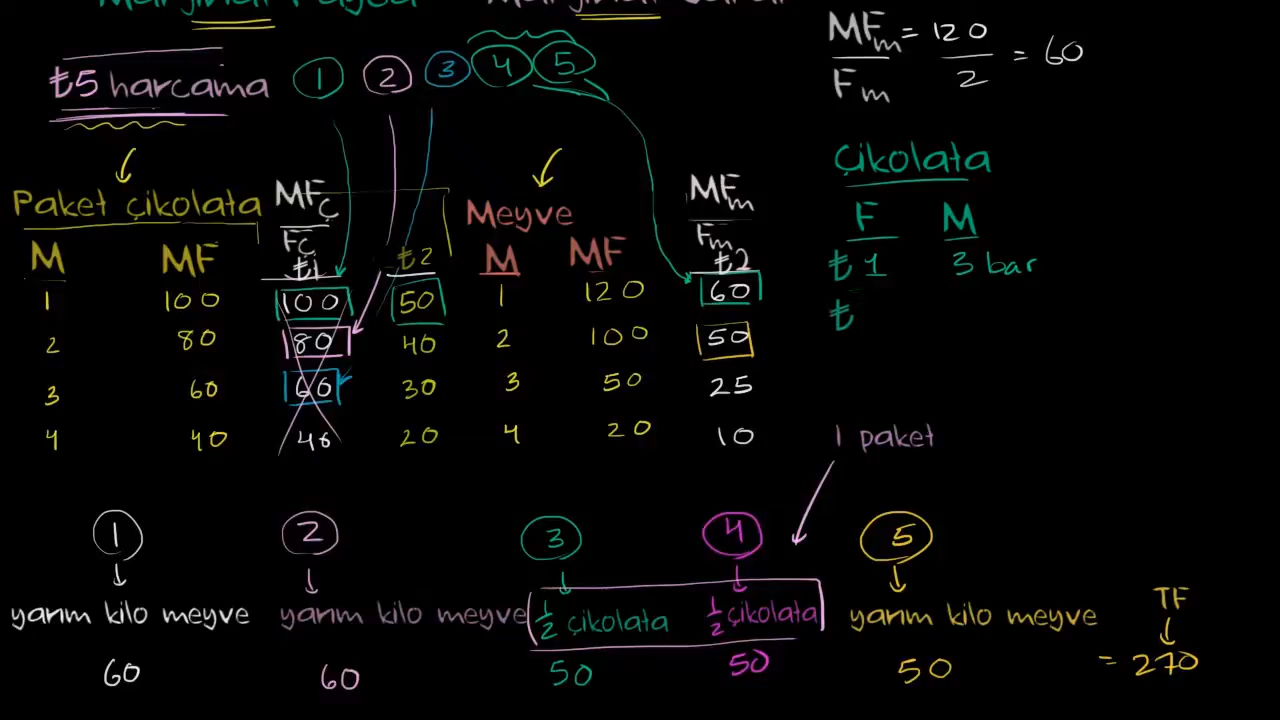 Marjinal Fayda
₺5 harcama 1 2 3 4 5
MFm = 120 = 60
Fm 2
Çikolata
F M
₺ 1 3 bar
₺
Paket çikolata MFÇ Meyve MFm
FÇ Fm
M MF ₺1 ₺2 M MF ₺2
1 100 100 50 1 120 60
2 80 80 40 2 100 50
3 60 60 30 3 50 25
4 40 40 20 4 20 10
1 paket
1 2 3 4 5
yarım kilo meyve yarım kilo meyve 1/2 çikolata 1/2 çikolata yarım kilo meyve TF
60 60 50 50 50 = 270